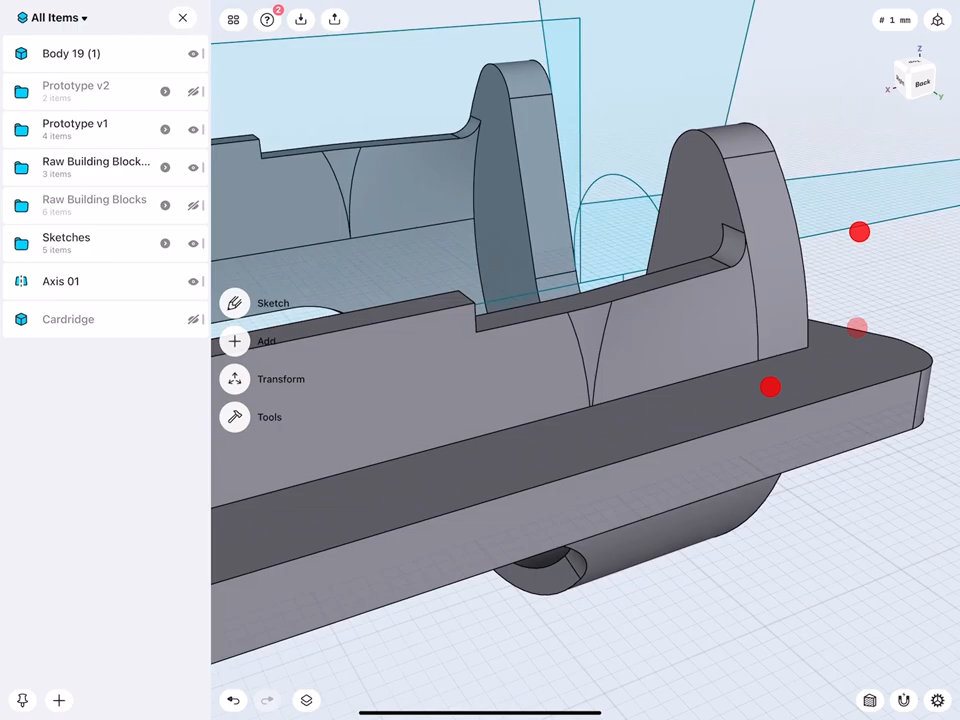 All Items
2
# 1 mm
Body 19 (1)
Prototype v2
2 items
Prototype v1
4 items
Raw Building Block...
3 items
Raw Building Blocks
6 items
Sketches
5 items
Axis 01
Cardridge
Sketch
Add
Transform
Tools
Z
Back
X
Y